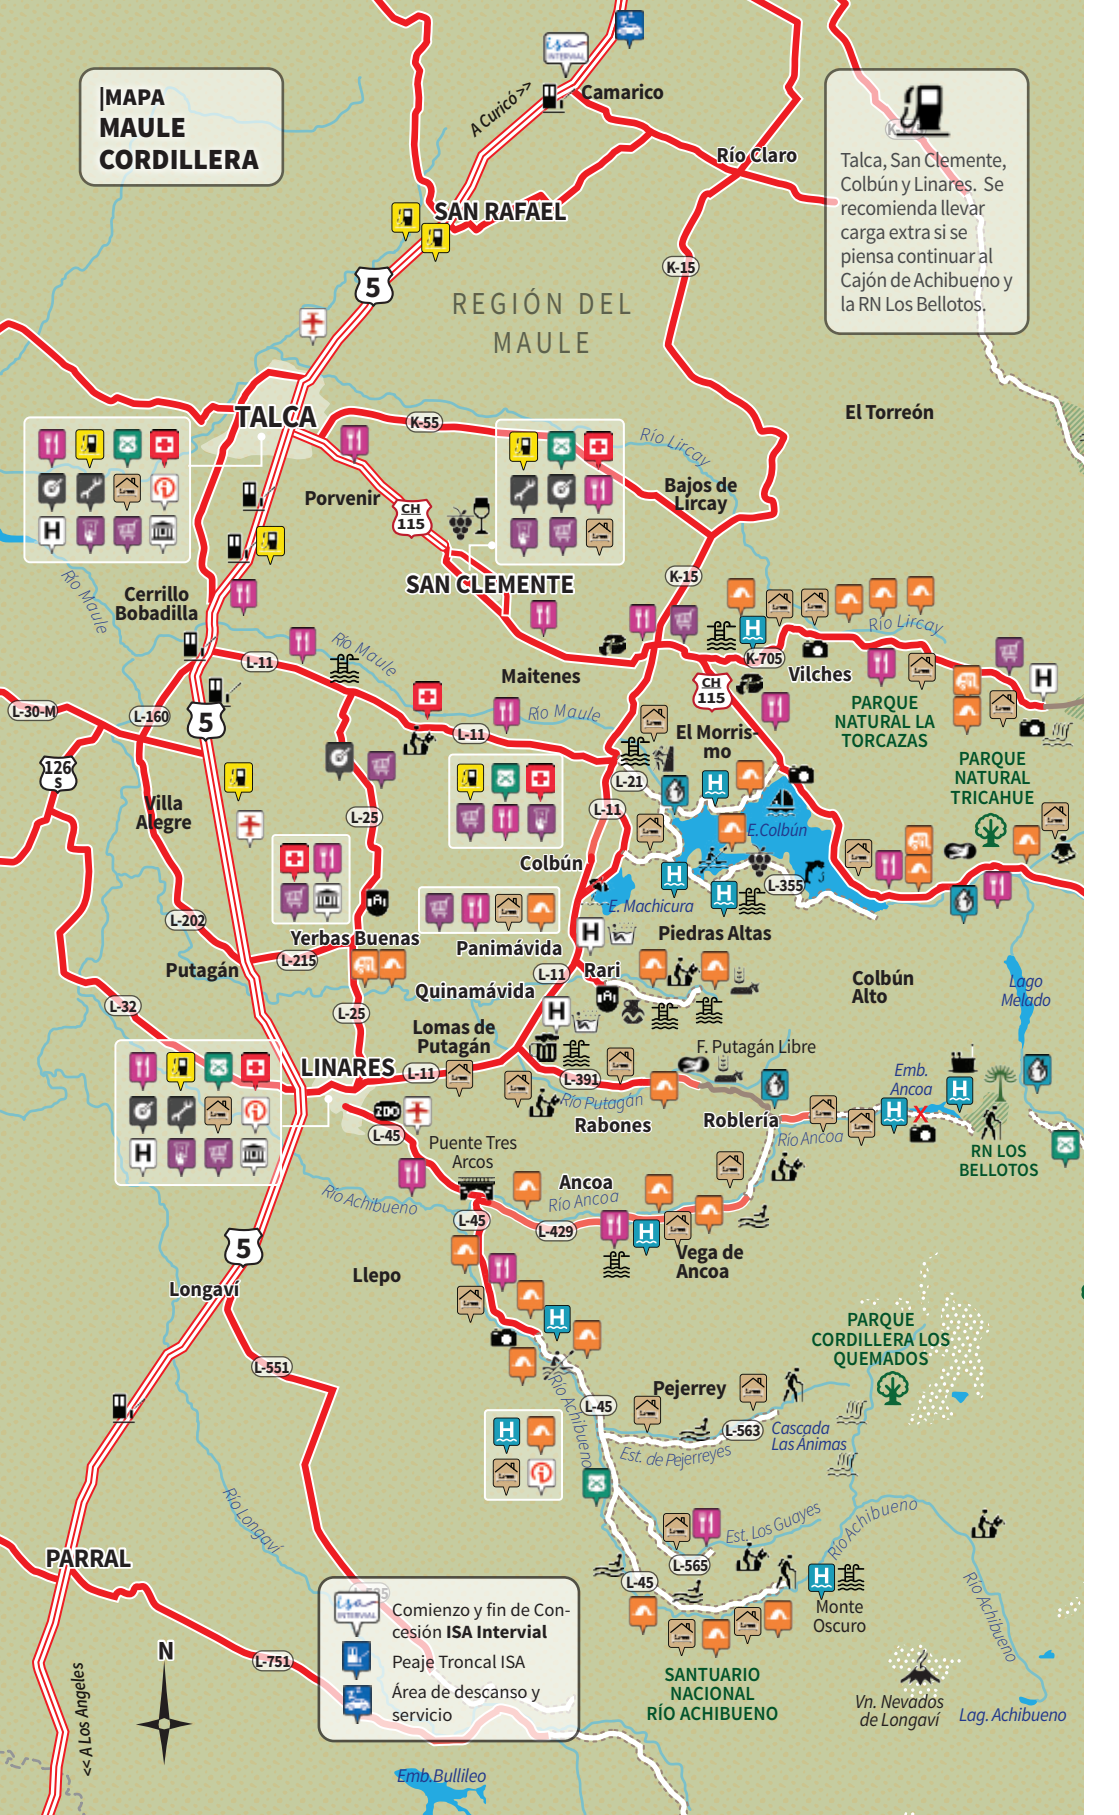 |MAPA
MAULE
CORDILLERA
isa
INTERVIAL
A Curicó >>
Camarico
Río Claro
SAN RAFAEL
5
K-15
REGIÓN DEL
MAULE
Talca, San Clemente,
Colbún y Linares. Se
recomienda llevar
carga extra si se
piensa continuar al
Cajón de Achibueno y
la RN Los Bellotos.
El Torreón
TALCA
K-55
Río Lircay
Bajos de
Lircay
Porvenir
CH
115
SAN CLEMENTE
K-15
Río Maule
Cerrillo
Bobadilla
L-11
Río Maule
Maitenes
Río Lircay
K-705
Vilches
CH
115
PARQUE
NATURAL LA
TORCAZAS
PARQUE
NATURAL
TRICAHUE
L-30-M
L-160
5
L-11
Río Maule
El Morris-
mo
126
S
Villa
Alegre
L-25
L-21
L-11
E.Colbún
Colbún
L-355
E. Machicura
L-202
Yerbas Buenas
L-215
Putagán
Panimávida
Piedras Altas
L-11
Rari
Quinamávida
Colbún
Alto
Lago
Melado
L-32
L-25
Lomas de
Putagán
LINARES
L-11
F. Putagán Libre
L-391
Río Putagán
Rabones
Roblería
Emb.
Ancoa
X
Río Ancoa
RN LOS
BELLOTOS
ZOO
L-45
Puente Tres
Arcos
Ancoa
Río Ancoa
Río Achibueno
L-45
L-429
Vega de
Ancoa
5
Longaví
Llepo
PARQUE
CORDILLERA LOS
QUEMADOS
L-551
Río Achibueno
L-45
Pejerrey
L-563
Cascada
Las Ánimas
Est. de Pejerreyes
Río Longaví
Est. Los Guayes
Río Achibueno
L-565
L-45
Monte
Oscuro
Río Achibueno
PARRAL
SANTUARIO
NACIONAL
RÍO ACHIBUENO
Vn. Nevados
de Longaví
Lag. Achibueno
N
L-751
<< A Los Angeles
isa
INTERVIAL
Comienzo y fin de Con-
cesión ISA Intervial
Peaje Troncal ISA
Área de descanso y
servicio
Emb.Bullileo